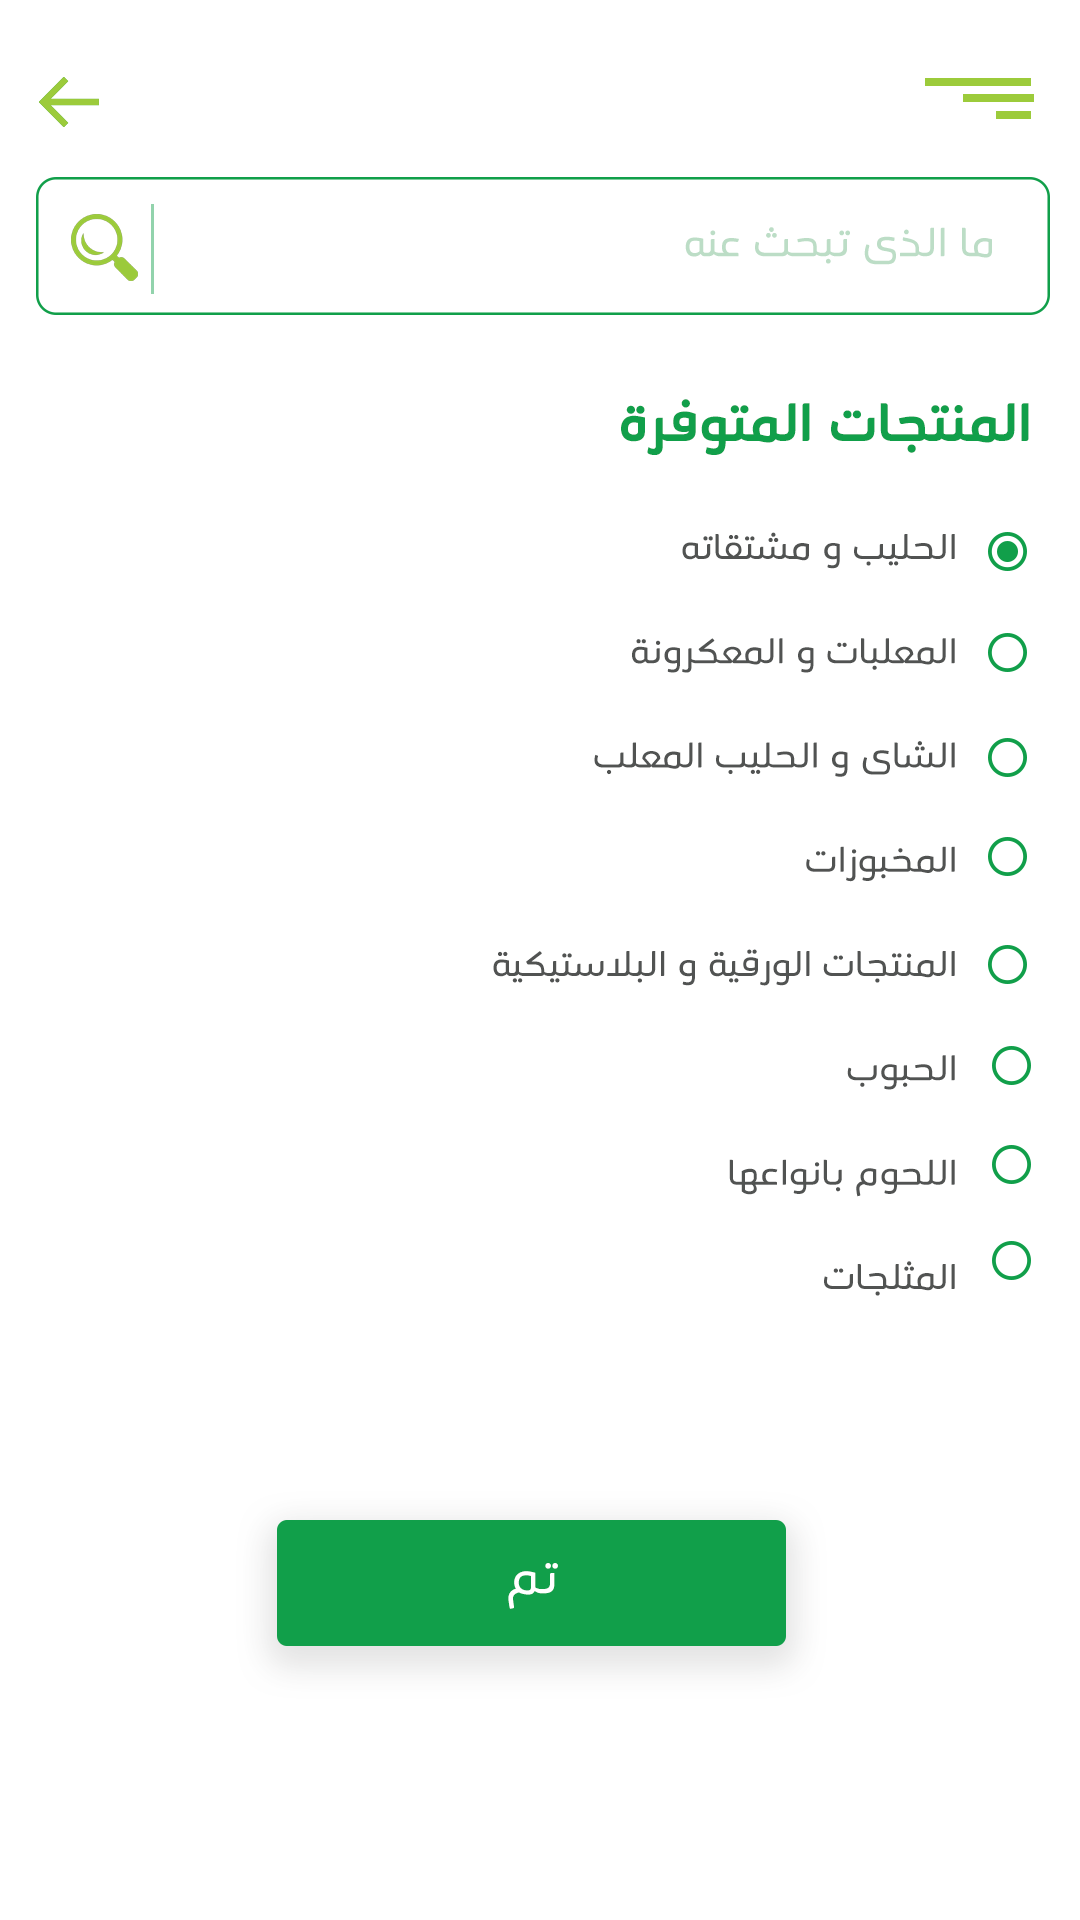 ما الذى تبحث عنه
المنتجات المتوفرة
الحليب و مشتقاته
المعلبات و المعكرونة
الشاى و الحليب المعلب
المخبوزات
المنتجات الورقية و البلاستيكية
الحبوب
اللحوم بانواعها
المثلجات
تم